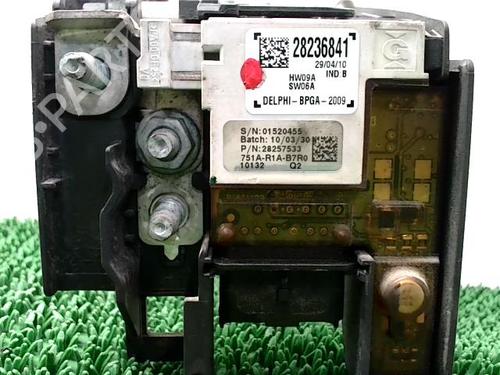 28236841
29/04/10
IND B
HW09A
SW06A
DELPHI-BPGA-2009
S/N: 01520455
Batch: 10/03/30
P/N: 28257533
751A-R1A-B7R0
10132 Q2